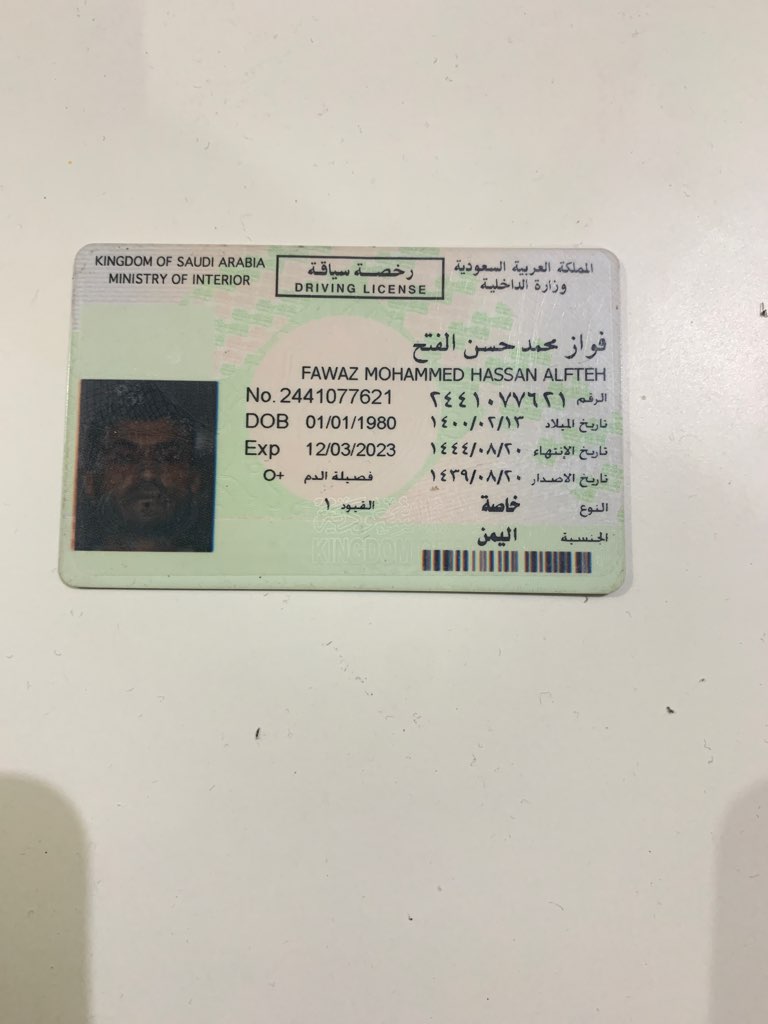 KINGDOM OF SAUDI ARABIA
MINISTRY OF INTERIOR
رخصة سياقة
DRIVING LICENSE
المملكة العربية السعودية
وزارة الداخلية
فواز محمد حسن الفتح
FAWAZ MOHAMMED HASSAN ALFTEH
No. 2441077621 الرقم ٢٤٤١٠٧٧٦٢١
DOB 01/01/1980 تاريخ الميلاد ١٤٠٠/٠٢/١٣
Exp 12/03/2023 تاريخ الإنتهاء ١٤٤٤/٠٨/٢٠
O+ فصيلة الدم تاريخ الاصدار ١٤٣٩/٠٨/٢٠
النوع خاصة القيود ١
الجنسية اليمن
KINGDOM